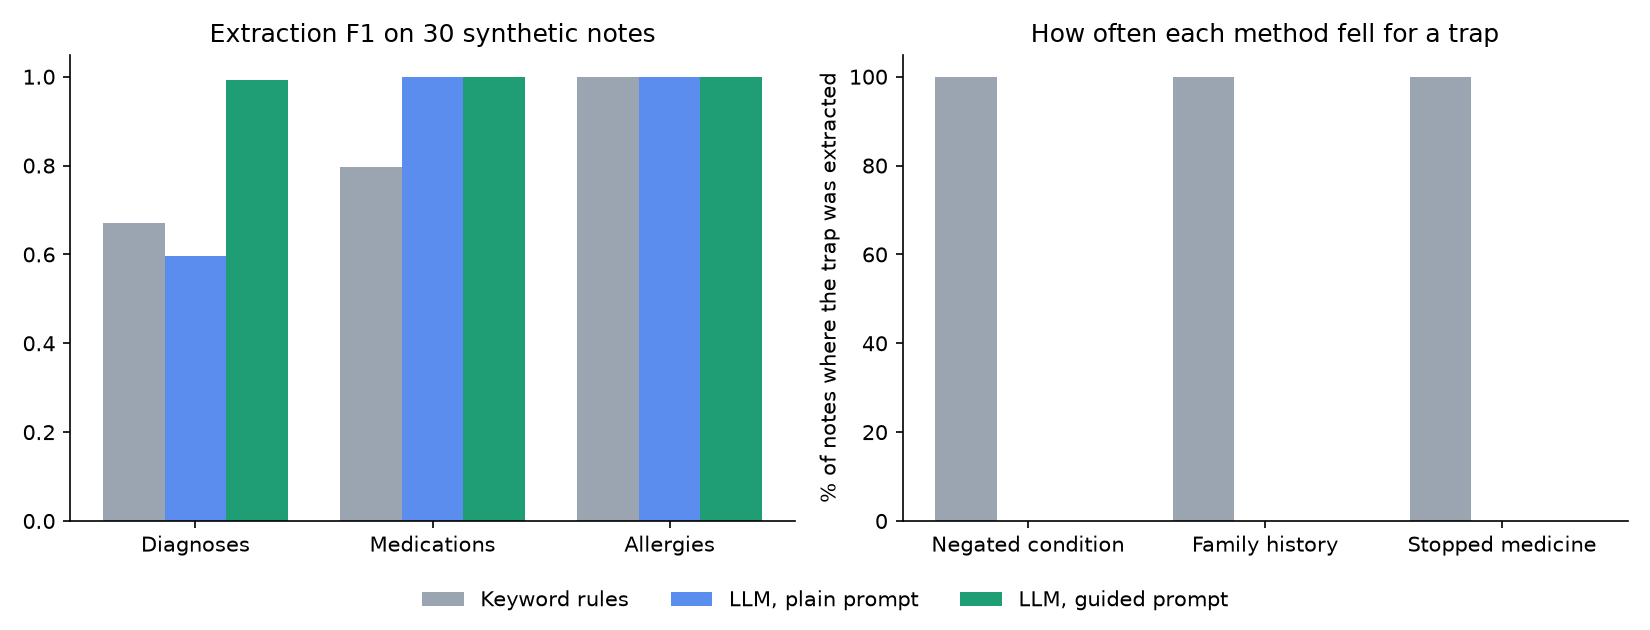 Extraction F1 on 30 synthetic notes
1.0
0.8
0.6
0.4
0.2
0.0
Diagnoses
Medications
Allergies
How often each method fell for a trap
% of notes where the trap was extracted
100
80
60
40
20
0
Negated condition
Family history
Stopped medicine
Keyword rules
LLM, plain prompt
LLM, guided prompt